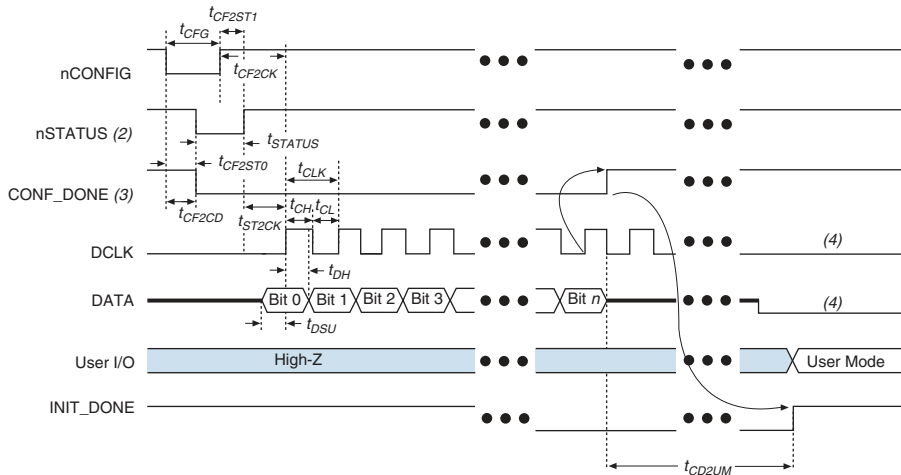 tCF2ST1
tCFG
nCONFIG
tCF2CK
nSTATUS (2)
tSTATUS
tCF2ST0
tCLK
CONF_DONE (3)
tCF2CD
tST2CK
tCH
tCL
DCLK
(4)
tDH
DATA
Bit 0
Bit 1
Bit 2
Bit 3
Bit n
(4)
tDSU
User I/O
High-Z
User Mode
INIT_DONE
tCD2UM